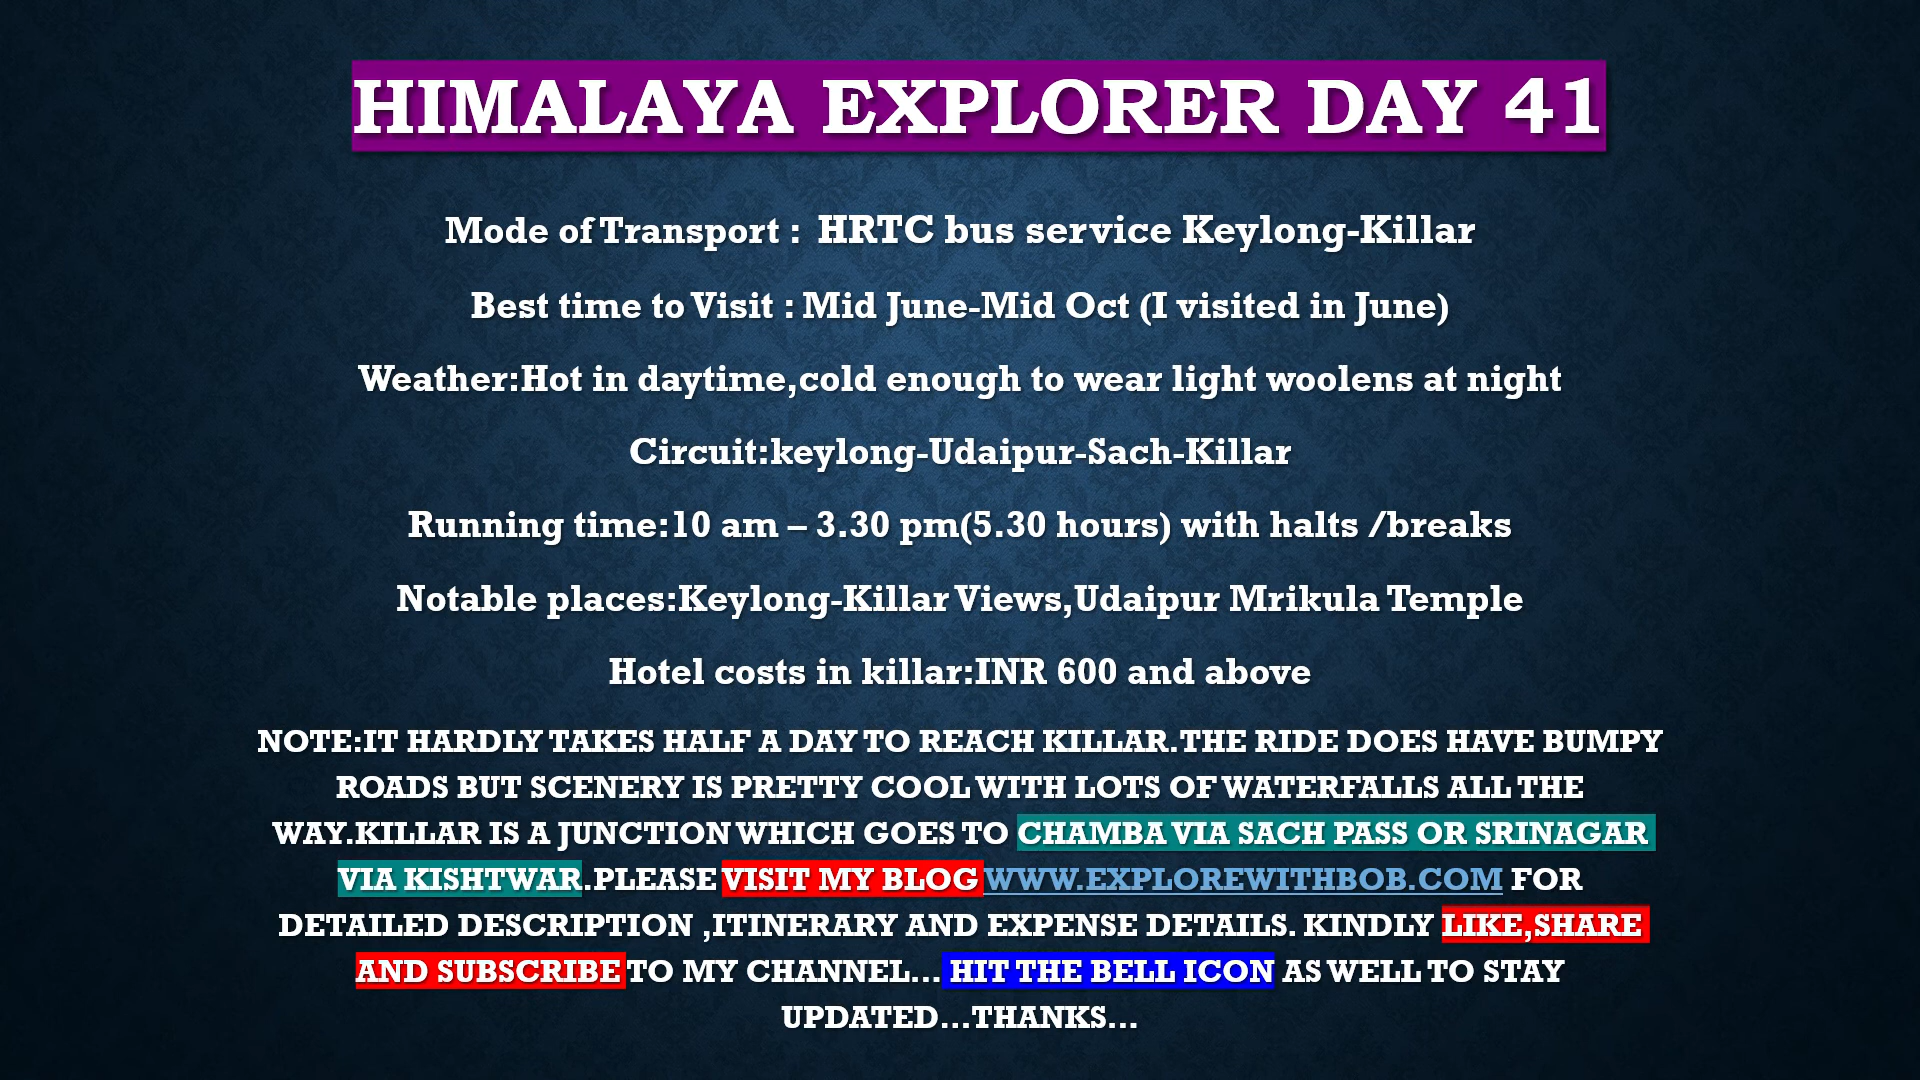 HIMALAYA EXPLORER DAY 41
Mode of Transport : HRTC bus service Keylong-Killar
Best time to Visit : Mid June-Mid Oct (I visited in June)
Weather:Hot in daytime,cold enough to wear light woolens at night
Circuit:keylong-Udaipur-Sach-Killar
Running time:10 am – 3.30 pm(5.30 hours) with halts /breaks
Notable places:Keylong-Killar Views,Udaipur Mrikula Temple
Hotel costs in killar:INR 600 and above
NOTE:IT HARDLY TAKES HALF A DAY TO REACH KILLAR.THE RIDE DOES HAVE BUMPY
ROADS BUT SCENERY IS PRETTY COOL WITH LOTS OF WATERFALLS ALL THE
WAY.KILLAR IS A JUNCTION WHICH GOES TO CHAMBA VIA SACH PASS OR SRINAGAR
VIA KISHTWAR.PLEASE VISIT MY BLOG WWW.EXPLOREWITHBOB.COM FOR
DETAILED DESCRIPTION ,ITINERARY AND EXPENSE DETAILS. KINDLY LIKE,SHARE
AND SUBSCRIBE TO MY CHANNEL... HIT THE BELL ICON AS WELL TO STAY
UPDATED...THANKS...